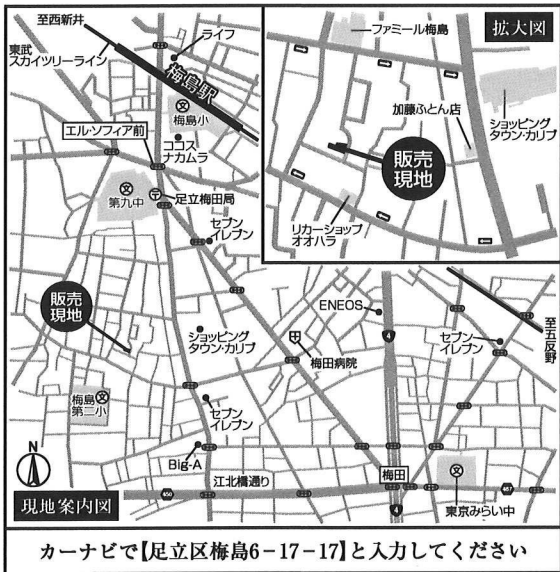 至西新井
東武
スカイツリーライン
ライフ
梅島駅
梅島小
エル・ソフィア前
ココス
ナカムラ
第九中
足立梅田局
セブン
イレブン
販売
現地
ショッピング
タウン・カリブ
梅島
第二小
セブン
イレブン
Big-A
N
現地案内図
江北橋通り
450
ENEOS
4
梅田病院
セブン
イレブン
至五反野
梅田
467
東京みらい中
4
拡大図
ファミール梅島
加藤ふとん店
ショッピング
タウン・カリブ
販売
現地
リカーショップ
オオハラ
カーナビで【足立区梅島6-17-17】と入力してください